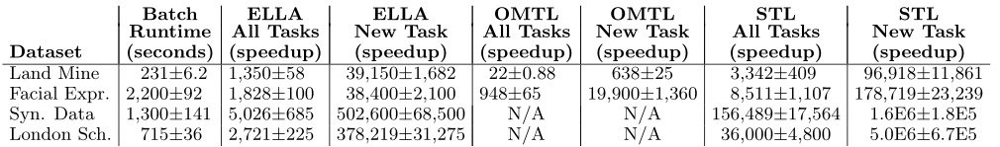 Batch ELLA ELLA OMTL OMTL STL STL
Runtime All Tasks New Task All Tasks New Task All Tasks New Task
Dataset (seconds) (speedup) (speedup) (speedup) (speedup) (speedup) (speedup)
Land Mine 231±6.2 1,350±58 39,150±1,682 22±0.88 638±25 3,342±409 96,918±11,861
Facial Expr. 2,200±92 1,828±100 38,400±2,100 948±65 19,900±1,360 8,511±1,107 178,719±23,239
Syn. Data 1,300±141 5,026±685 502,600±68,500 N/A N/A 156,489±17,564 1.6E6±1.8E5
London Sch. 715±36 2,721±225 378,219±31,275 N/A N/A 36,000±4,800 5.0E6±6.7E5